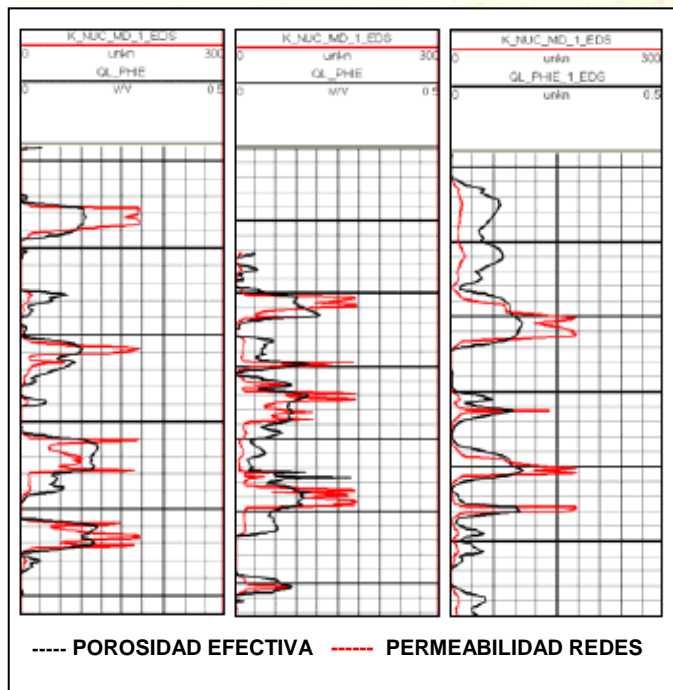 K_NUC_MD_1_EDS
0 unkn 300
QL_PHIE
0 V/V 0.5
K_NUC_MD_1_EDS
0 unkn 300
QL_PHIE
0 V/V 0.5
K_NUC_MD_1_EDS
0 unkn 300
QL_PHIE_1_EDS
0 unkn 0.5
----- POROSIDAD EFECTIVA ------ PERMEABILIDAD REDES